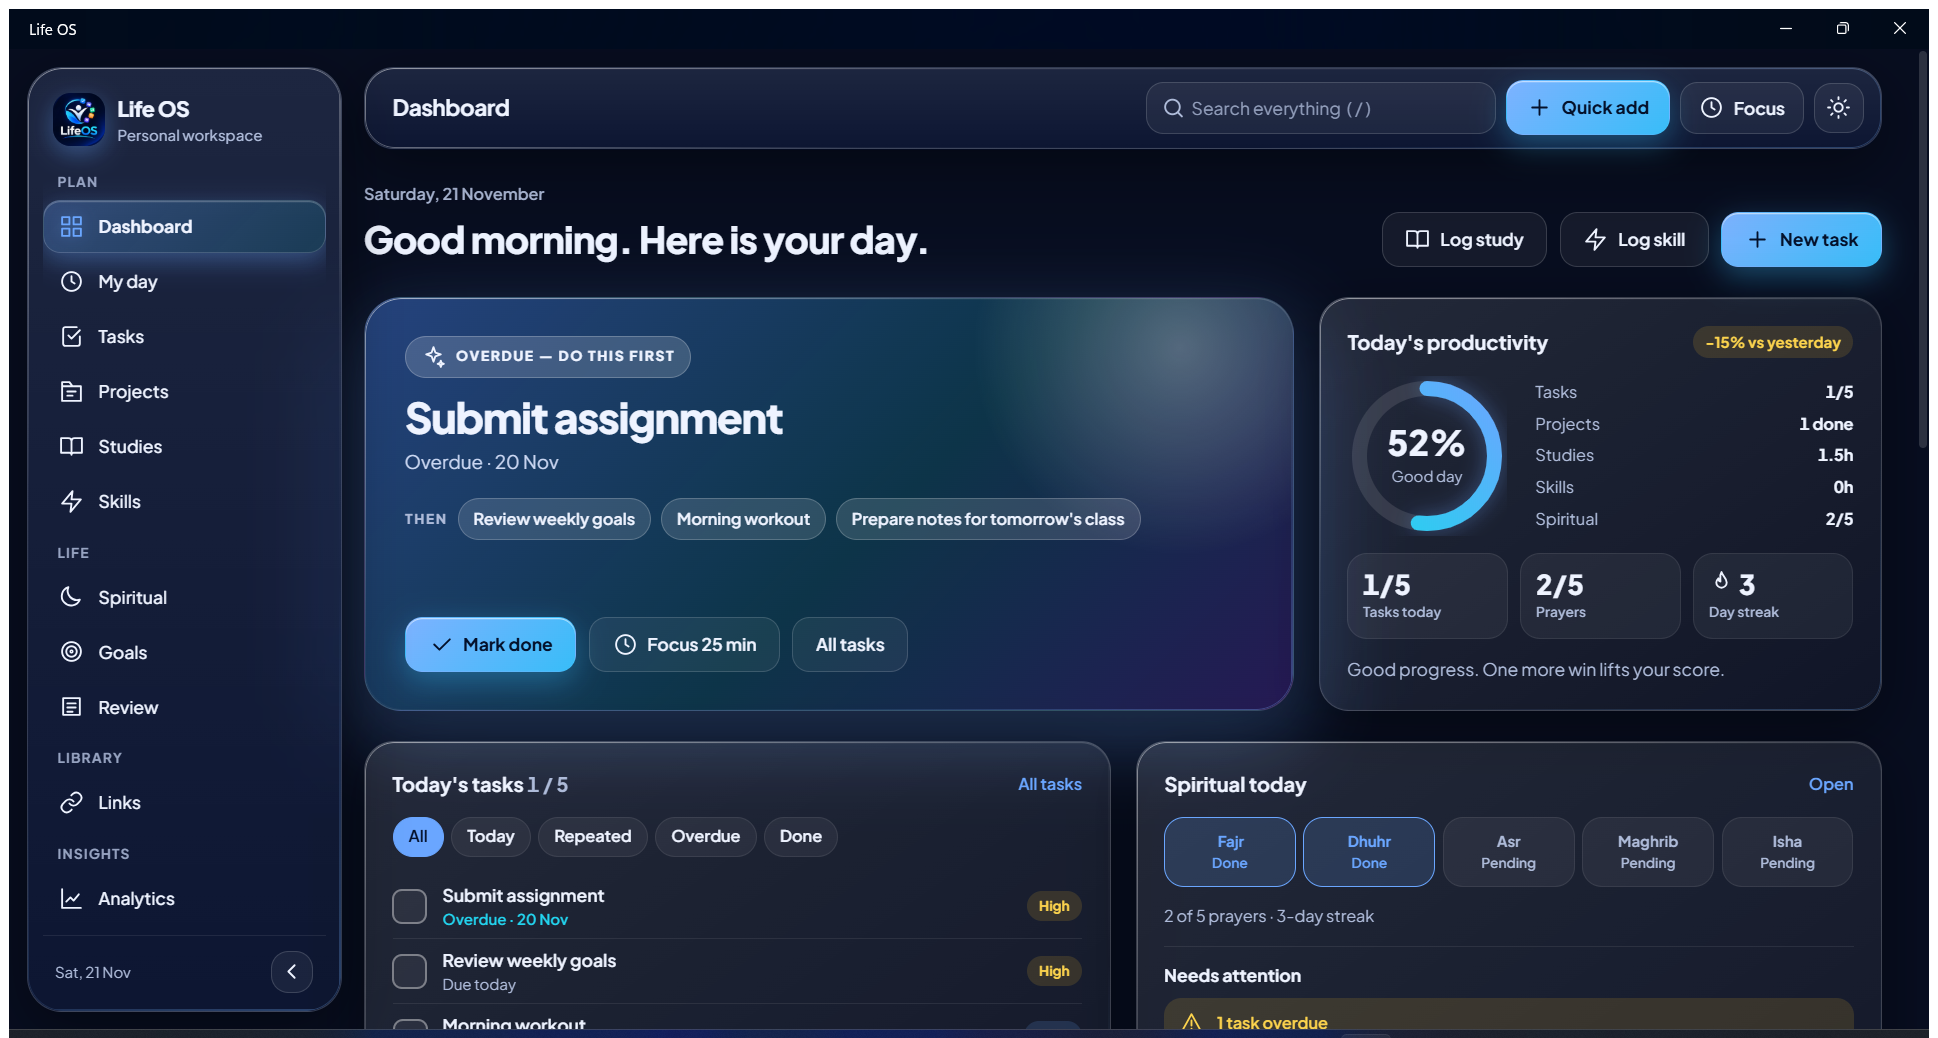 Life OS
LifeOS
Life OS
Personal workspace
PLAN
Dashboard
My day
Tasks
Projects
Studies
Skills
LIFE
Spiritual
Goals
Review
LIBRARY
Links
INSIGHTS
Analytics
Sat, 21 Nov
Dashboard
Search everything (/)
Quick add
Focus
Saturday, 21 November
Good morning. Here is your day.
Log study
Log skill
New task
OVERDUE — DO THIS FIRST
Submit assignment
Overdue · 20 Nov
THEN Review weekly goals Morning workout Prepare notes for tomorrow's class
Mark done
Focus 25 min
All tasks
Today's productivity
-15% vs yesterday
52%
Good day
Tasks 1/5
Projects 1 done
Studies 1.5h
Skills 0h
Spiritual 2/5
1/5
Tasks today
2/5
Prayers
3
Day streak
Good progress. One more win lifts your score.
Today's tasks 1 / 5
All tasks
All Today Repeated Overdue Done
Submit assignment
Overdue · 20 Nov
High
Review weekly goals
Due today
High
Morning workout
Spiritual today
Open
Fajr
Done
Dhuhr
Done
Asr
Pending
Maghrib
Pending
Isha
Pending
2 of 5 prayers · 3-day streak
Needs attention
1 task overdue